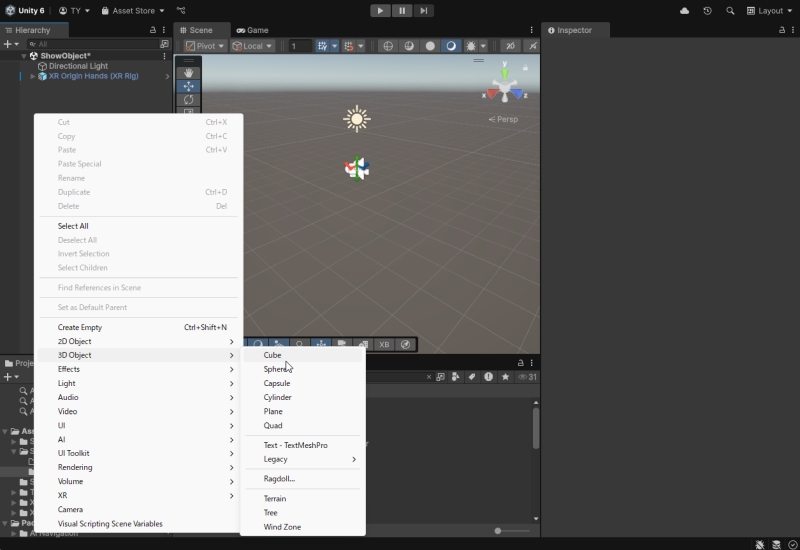 Unity 6
TY
Asset Store
Layout
Hierarchy
Scene
Game
Inspector
All
Pivot
Local
1
ShowObject*
Directional Light
XR Origin Hands (XR Rig)
y
x
z
Persp
Cut Ctrl+X
Copy Ctrl+C
Paste Ctrl+V
Paste Special
Rename
Duplicate Ctrl+D
Delete Del
Select All
Deselect All
Invert Selection
Select Children
Find References in Scene
Set as Default Parent
Create Empty Ctrl+Shift+N
2D Object
3D Object
Effects
Light
Audio
Video
UI
AI
UI Toolkit
Rendering
Volume
XR
Camera
Visual Scripting Scene Variables
Cube
Sphere
Capsule
Cylinder
Plane
Quad
Text - TextMeshPro
Legacy
Ragdoll...
Terrain
Tree
Wind Zone
XR
31
AI Navigation